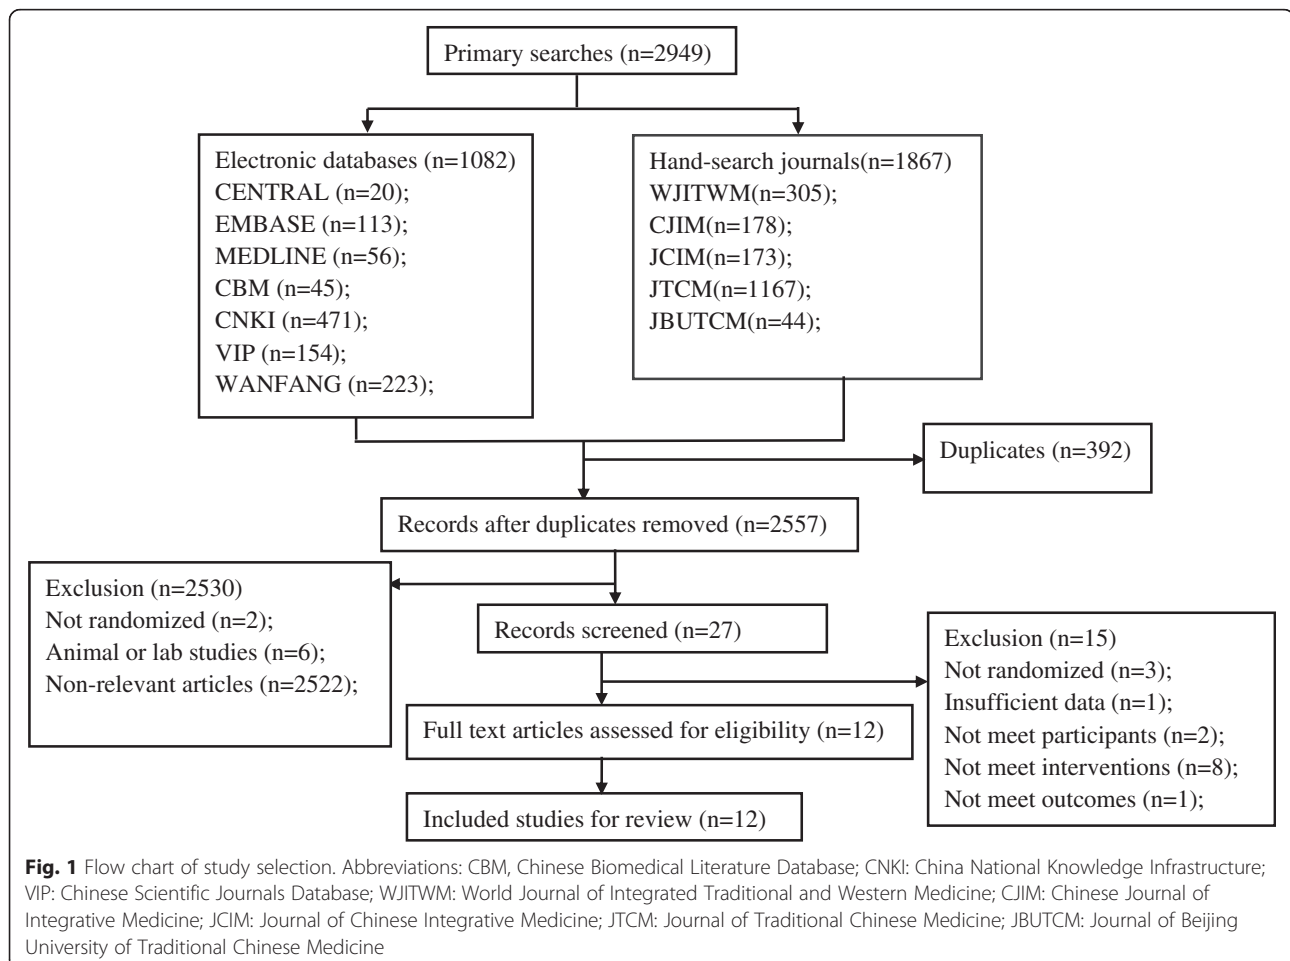 Primary searches (n=2949)
Electronic databases (n=1082)
CENTRAL (n=20);
EMBASE (n=113);
MEDLINE (n=56);
CBM (n=45);
CNKI (n=471);
VIP (n=154);
WANFANG (n=223);
Hand-search journals(n=1867)
WJITWM(n=305);
CJIM(n=178);
JCIM(n=173);
JTCM(n=1167);
JBUTCM(n=44);
Duplicates (n=392)
Records after duplicates removed (n=2557)
Exclusion (n=2530)
Not randomized (n=2);
Animal or lab studies (n=6);
Non-relevant articles (n=2522);
Records screened (n=27)
Exclusion (n=15)
Not randomized (n=3);
Insufficient data (n=1);
Not meet participants (n=2);
Not meet interventions (n=8);
Not meet outcomes (n=1);
Full text articles assessed for eligibility (n=12)
Included studies for review (n=12)
Fig. 1 Flow chart of study selection. Abbreviations: CBM, Chinese Biomedical Literature Database; CNKI: China National Knowledge Infrastructure;
VIP: Chinese Scientific Journals Database; WJITWM: World Journal of Integrated Traditional and Western Medicine; CJIM: Chinese Journal of
Integrative Medicine; JCIM: Journal of Chinese Integrative Medicine; JTCM: Journal of Traditional Chinese Medicine; JBUTCM: Journal of Beijing
University of Traditional Chinese Medicine